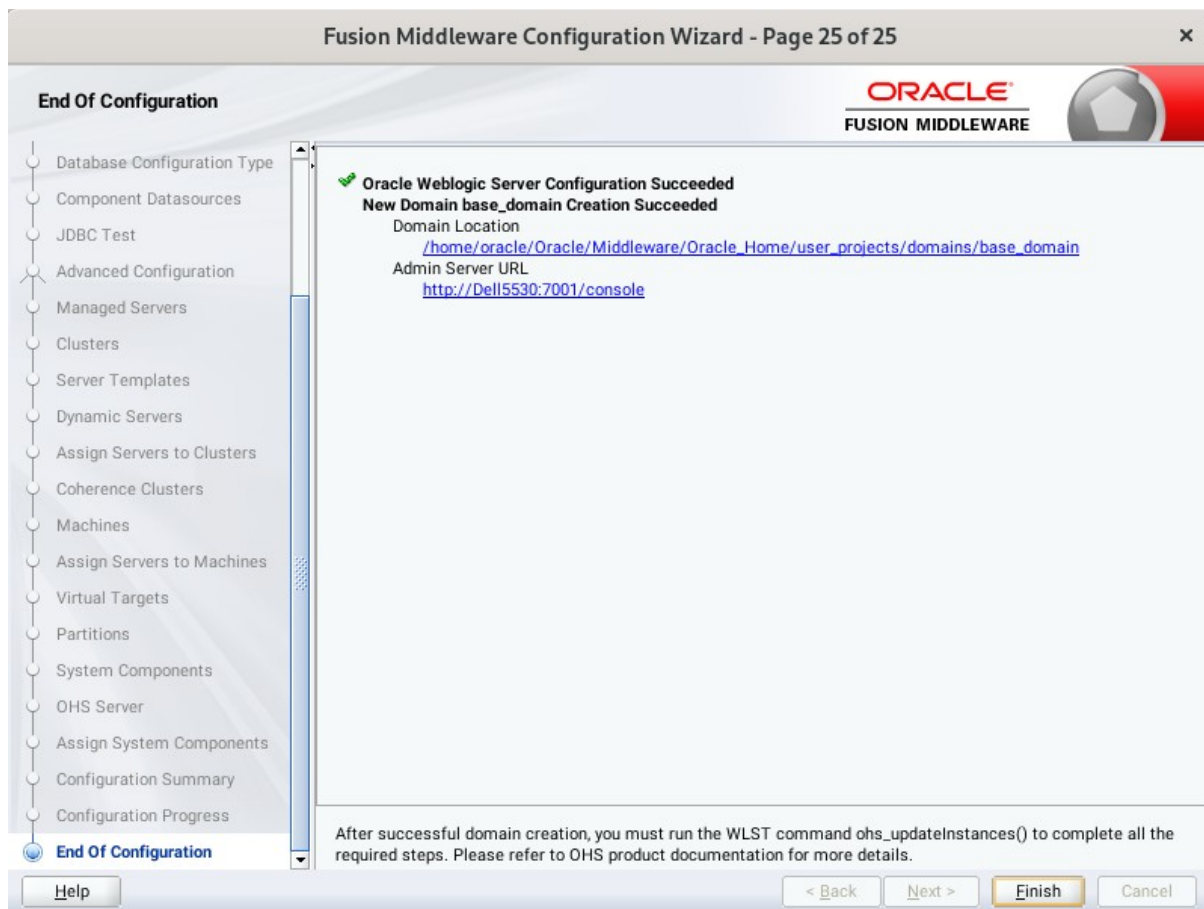 Fusion Middleware Configuration Wizard - Page 25 of 25
×
End Of Configuration
ORACLE
FUSION MIDDLEWARE
Database Configuration Type
Component Datasources
JDBC Test
Advanced Configuration
Managed Servers
Clusters
Server Templates
Dynamic Servers
Assign Servers to Clusters
Coherence Clusters
Machines
Assign Servers to Machines
Virtual Targets
Partitions
System Components
OHS Server
Assign System Components
Configuration Summary
Configuration Progress
End Of Configuration
Oracle Weblogic Server Configuration Succeeded
New Domain base_domain Creation Succeeded
Domain Location
/home/oracle/Oracle/Middleware/Oracle_Home/user_projects/domains/base_domain
Admin Server URL
http://Dell5530:7001/console
After successful domain creation, you must run the WLST command ohs_updateInstances() to complete all the
required steps. Please refer to OHS product documentation for more details.
Help
< Back
Next >
Finish
Cancel